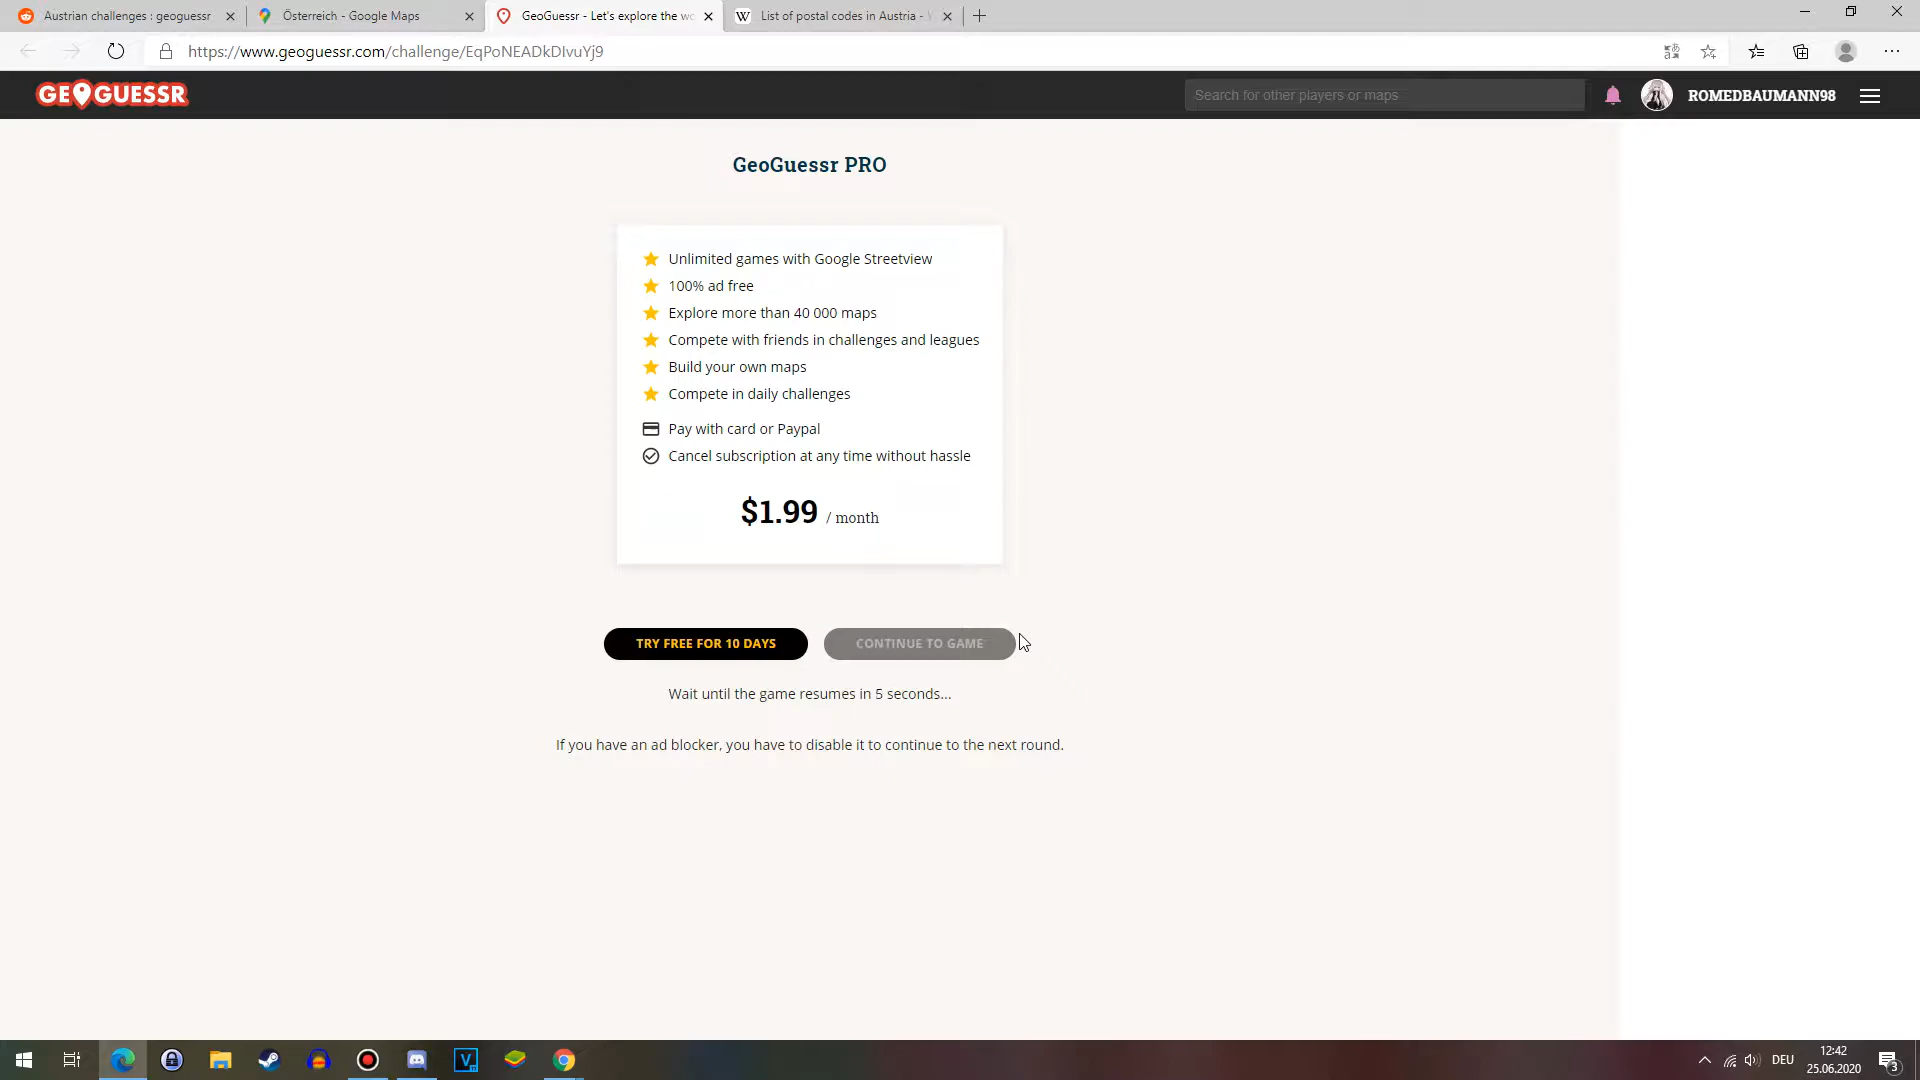 Austrian challenges : geoguessr
Österreich - Google Maps
GeoGuessr - Let's explore the wo
List of postal codes in Austria -
https://www.geoguessr.com/challenge/EqPoNEADkDIvuYj9
GEOGUESSR
Search for other players or maps
ROMEDBAUMANN98
GeoGuessr PRO
Unlimited games with Google Streetview
100% ad free
Explore more than 40 000 maps
Compete with friends in challenges and leagues
Build your own maps
Compete in daily challenges
Pay with card or Paypal
Cancel subscription at any time without hassle
$1.99 / month
TRY FREE FOR 10 DAYS
CONTINUE TO GAME
Wait until the game resumes in 5 seconds...
If you have an ad blocker, you have to disable it to continue to the next round.
DEU
12:42
25.06.2020
3